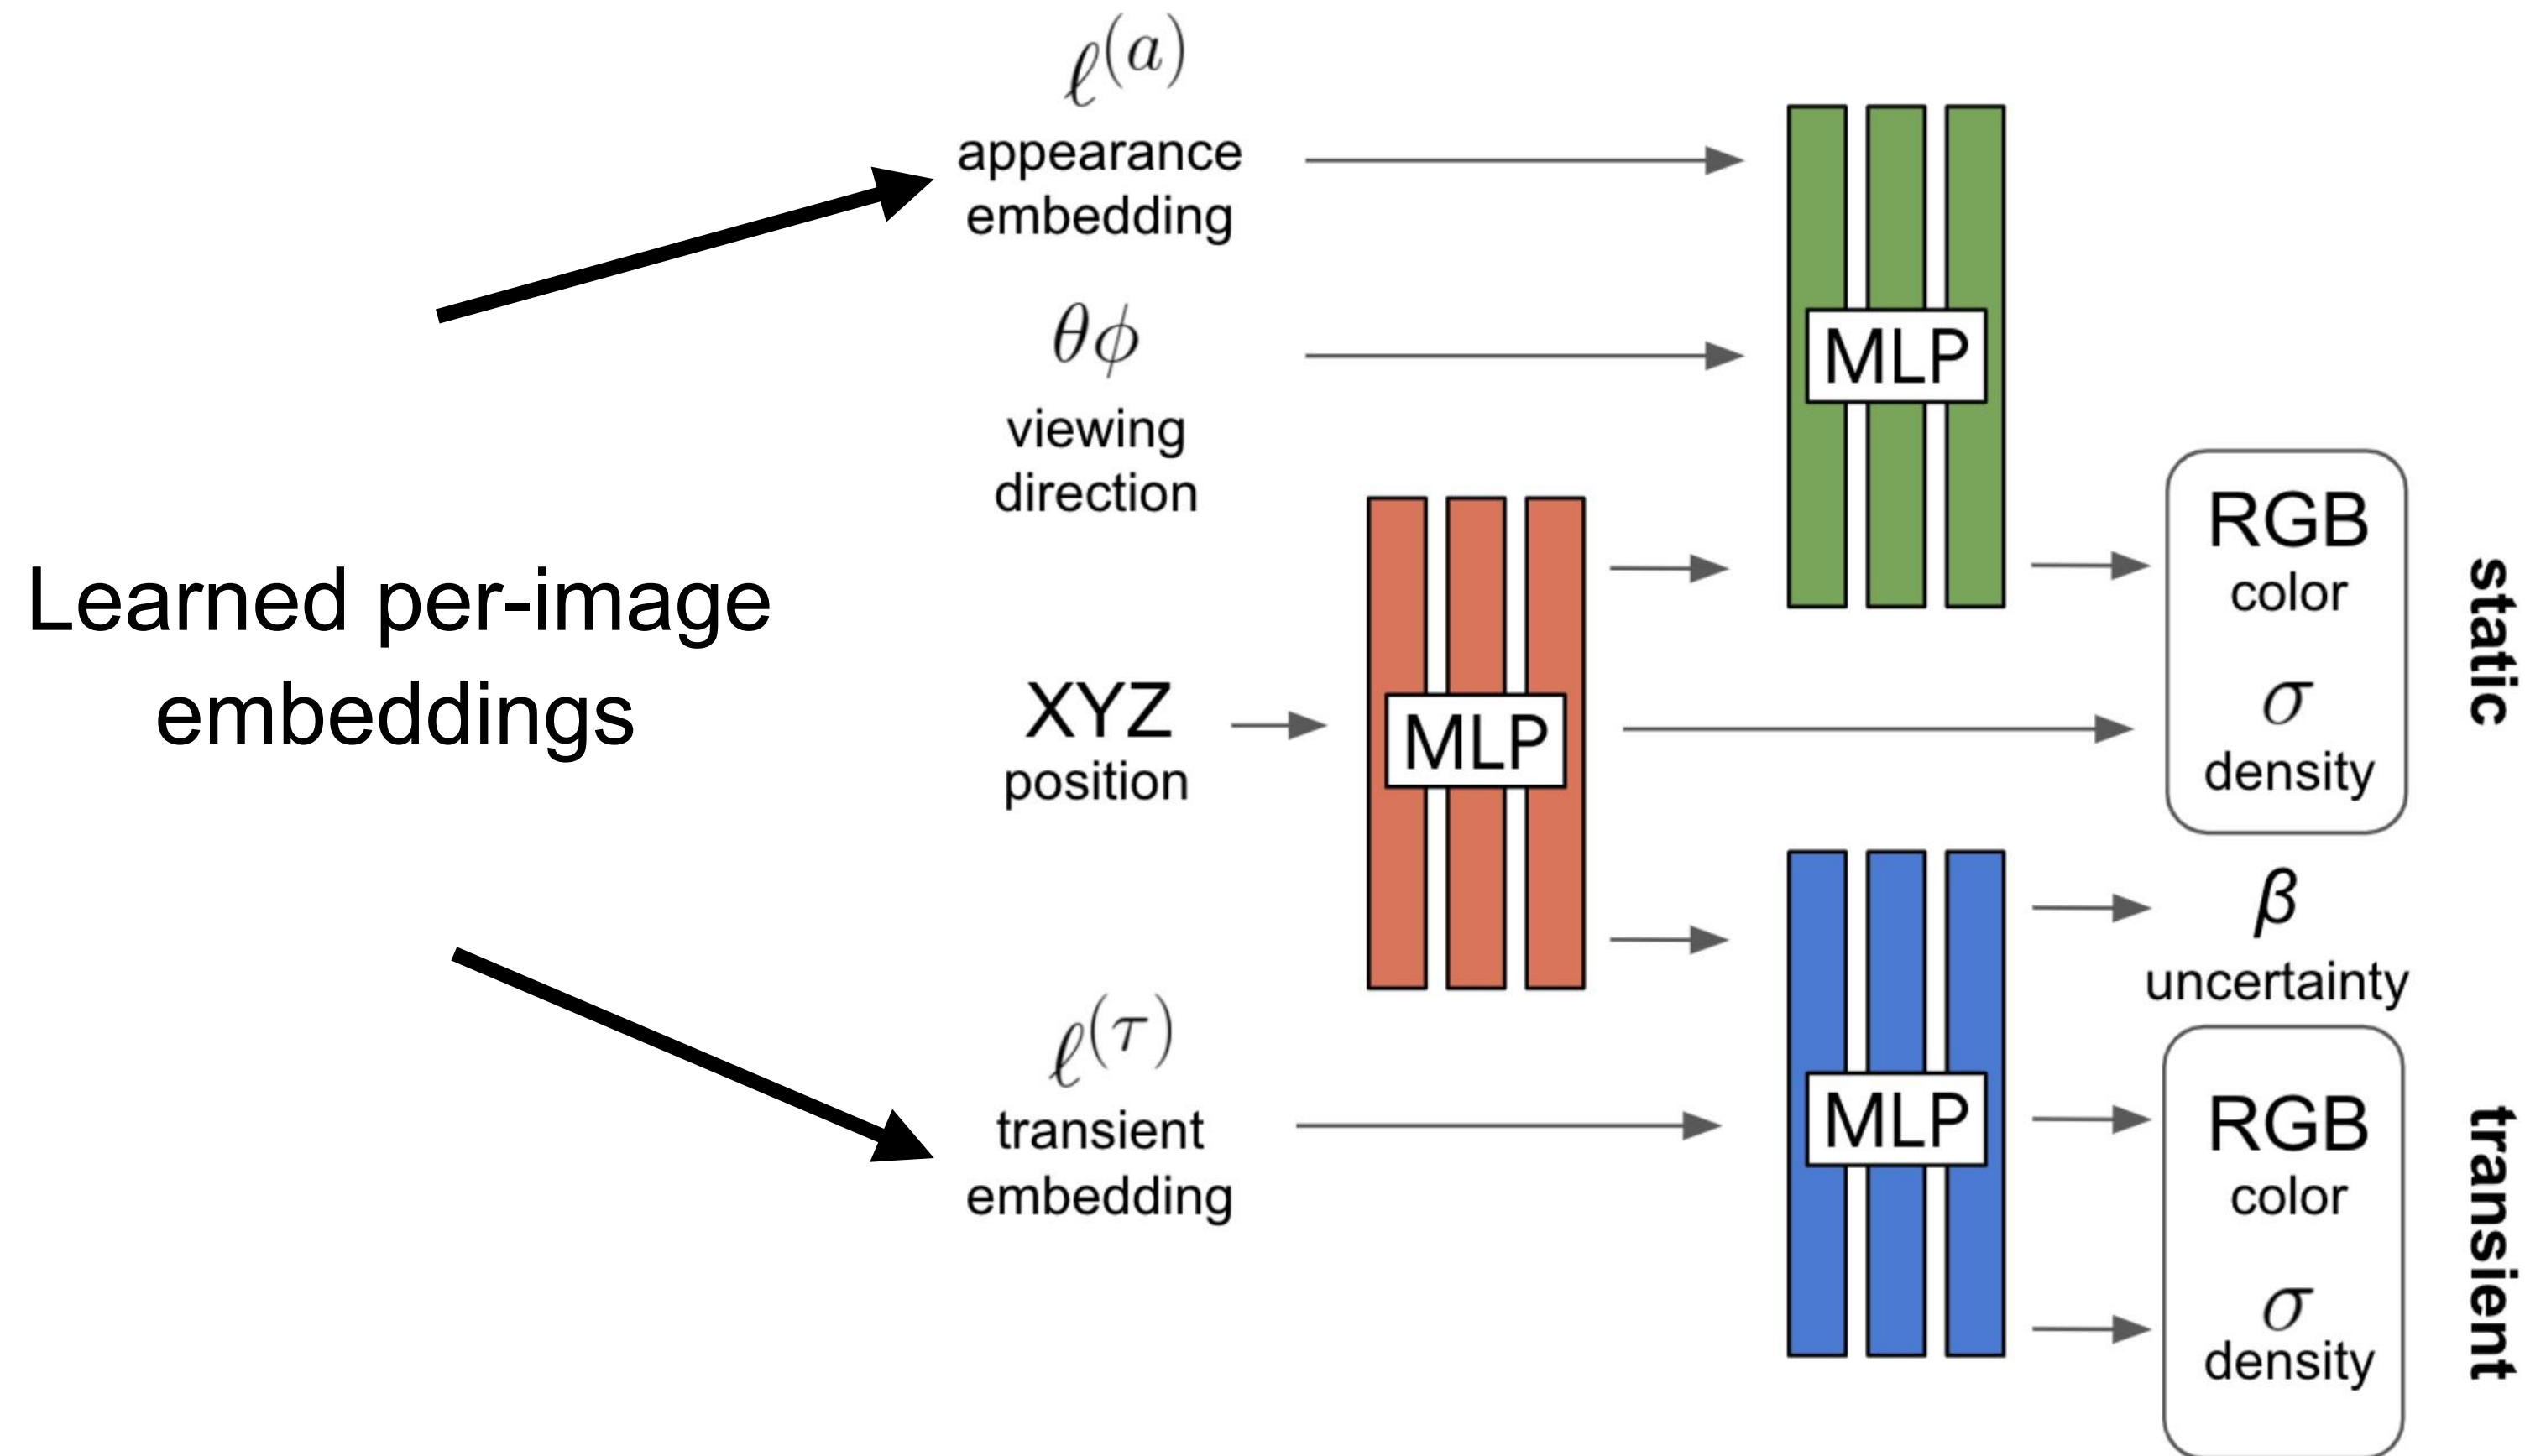 Learned per-image
embeddings
ℓ(a)
appearance
embedding
θϕ
viewing
direction
XYZ
position
ℓ(τ)
transient
embedding
MLP
MLP
MLP
RGB
color
σ
density
static
β
uncertainty
RGB
color
σ
density
transient